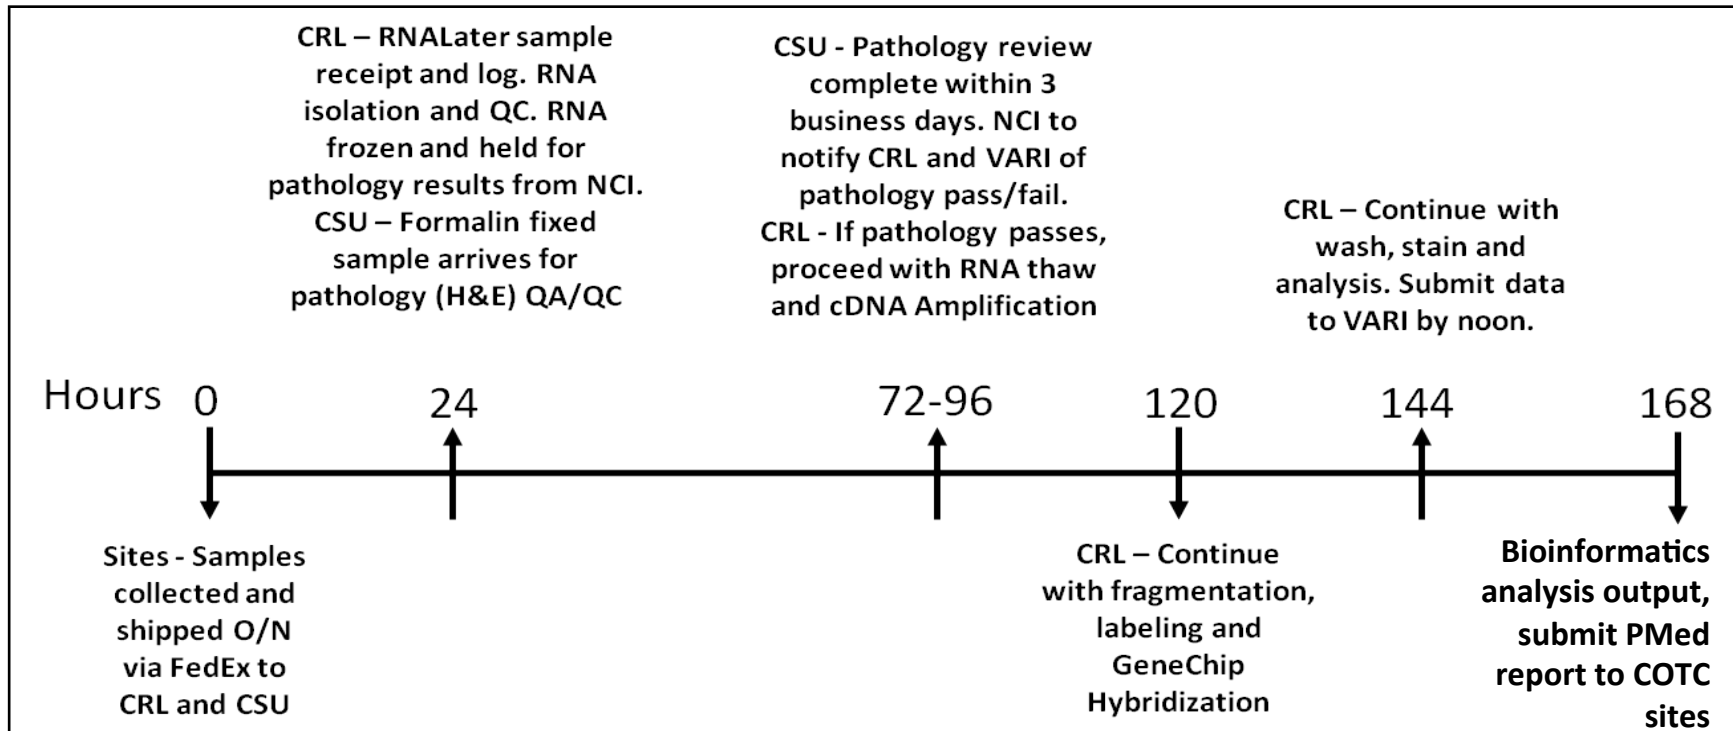 CRL – RNALater sample
receipt and log. RNA
isolation and QC. RNA
frozen and held for
pathology results from NCI.
CSU – Formalin fixed
sample arrives for
pathology (H&E) QA/QC
CSU - Pathology review
complete within 3
business days. NCI to
notify CRL and VARI of
pathology pass/fail.
CRL - If pathology passes,
proceed with RNA thaw
and cDNA Amplification
CRL – Continue with
wash, stain and
analysis. Submit data
to VARI by noon.
Hours 0 24 72-96 120 144 168
Sites - Samples
collected and
shipped O/N
via FedEx to
CRL and CSU
CRL – Continue
with fragmentation,
labeling and
GeneChip
Hybridization
Bioinformatics
analysis output,
submit PMed
report to COTC
sites